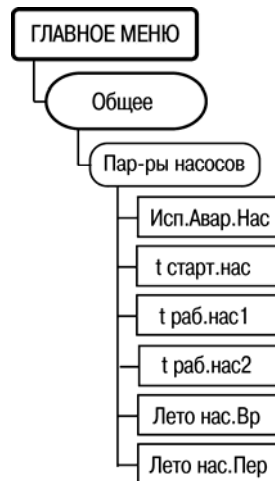 ГЛАВНОЕ МЕНЮ
Общее
Пар-ры насосов
Исп.Авар.Нас
t старт.нас
t раб.нас1
t раб.нас2
Лето нас.Вр
Лето нас.Пер